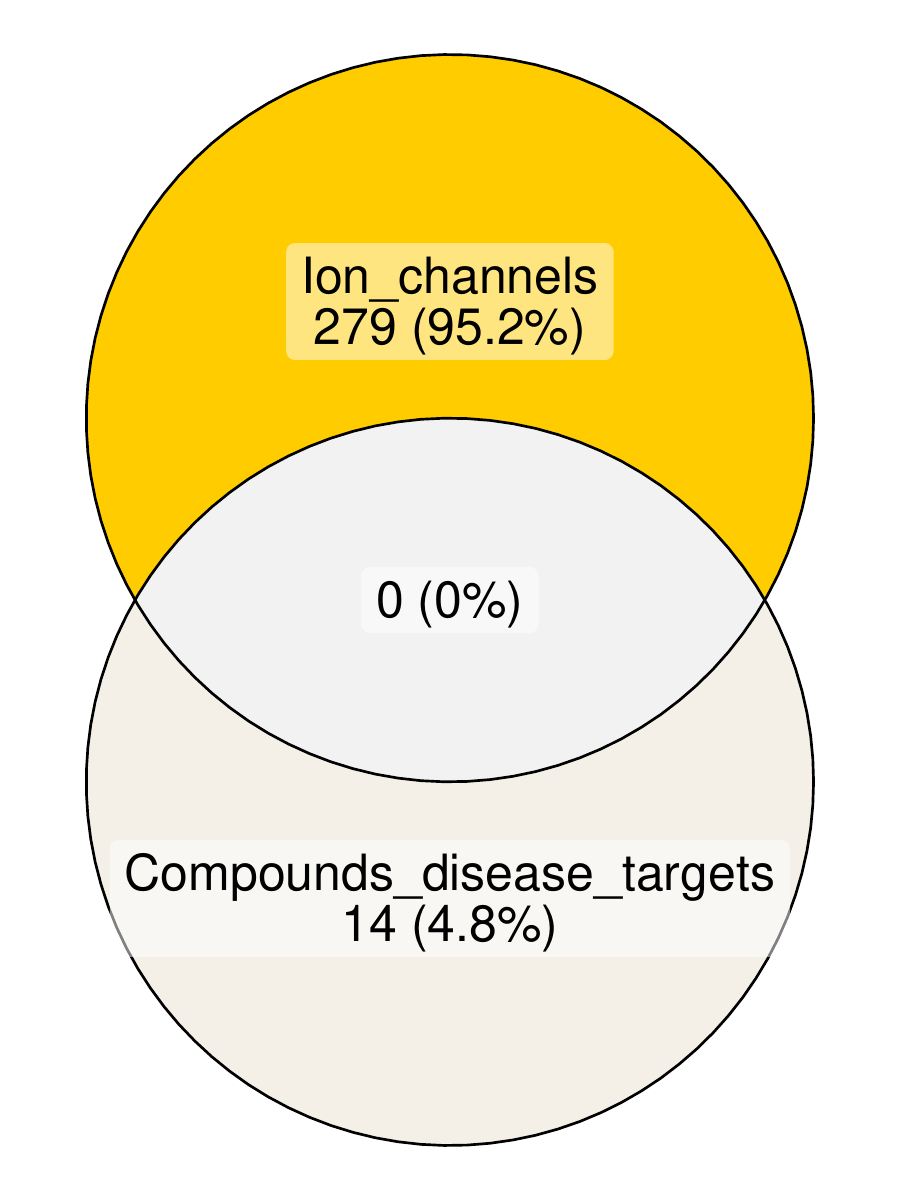 Ion_channels
279 (95.2%)
0 (0%)
Compounds_disease_targets
14 (4.8%)